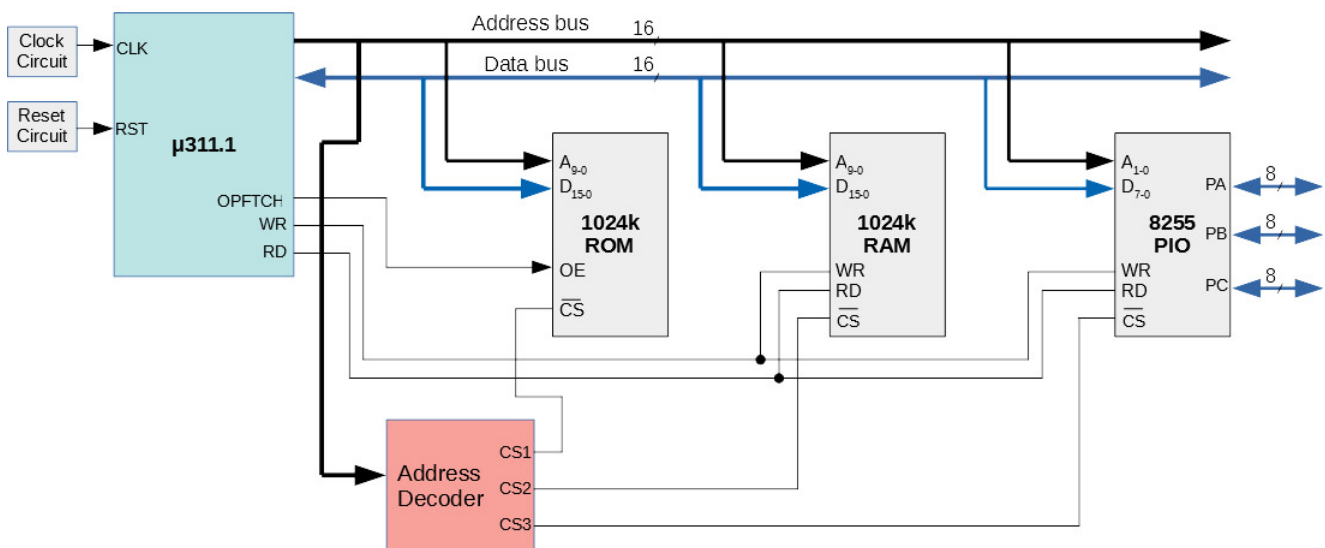 Clock
Circuit
Reset
Circuit
CLK
RST
µ311.1
OPFTCH
WR
RD
Address bus 16
Data bus 16
A9-0
D15-0
1024k
ROM
OE
CS
A9-0
D15-0
1024k
RAM
WR
RD
CS
A1-0
D7-0
8255
PIO
WR
RD
CS
PA
PB
PC
8
8
8
Address
Decoder
CS1
CS2
CS3